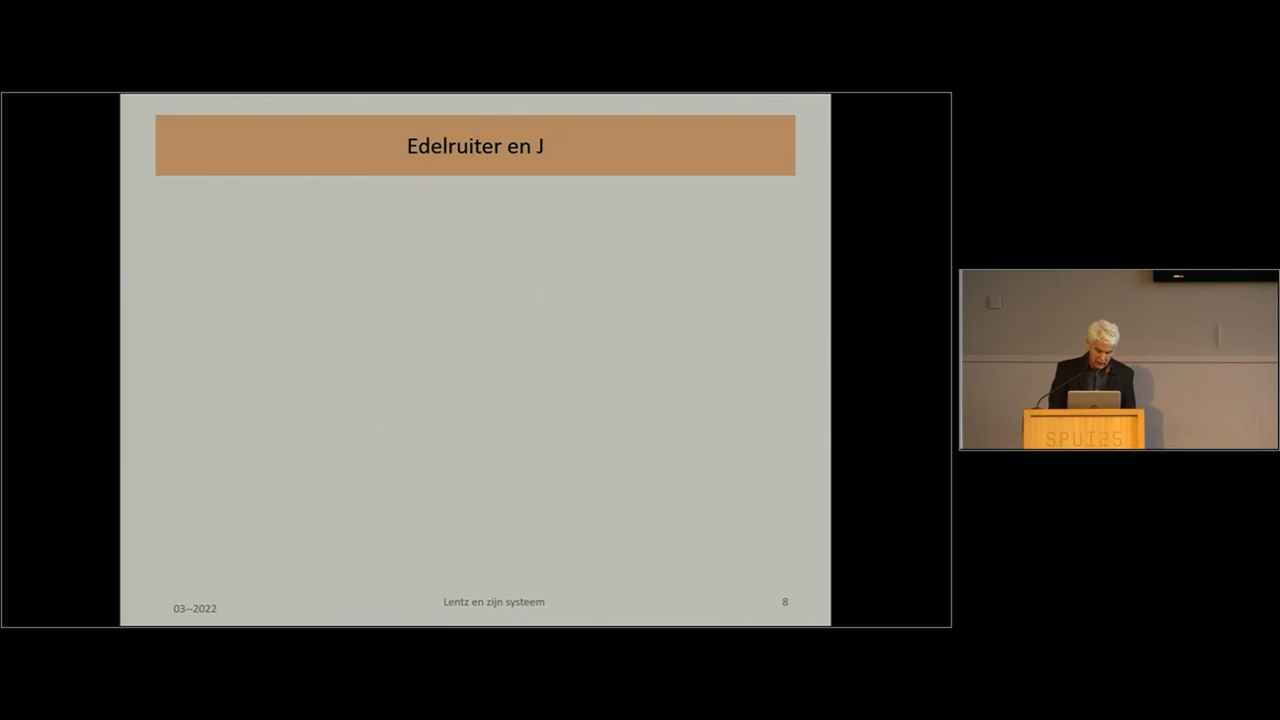 Edelruiter en J
03--2022
Lentz en zijn systeem
8
SPUI25